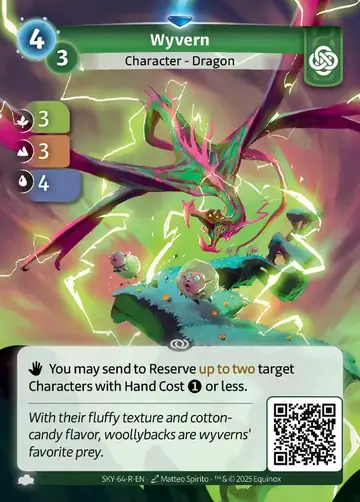 4
Wyvern
3
Character - Dragon
3
3
4
You may send to Reserve up to two target
Characters with Hand Cost 1 or less.
With their fluffy texture and cotton-
candy flavor, woollybacks are wyverns'
favorite prey.
SKY-64-R-EN - Matteo Spirito - ™ & © 2025 Equinox